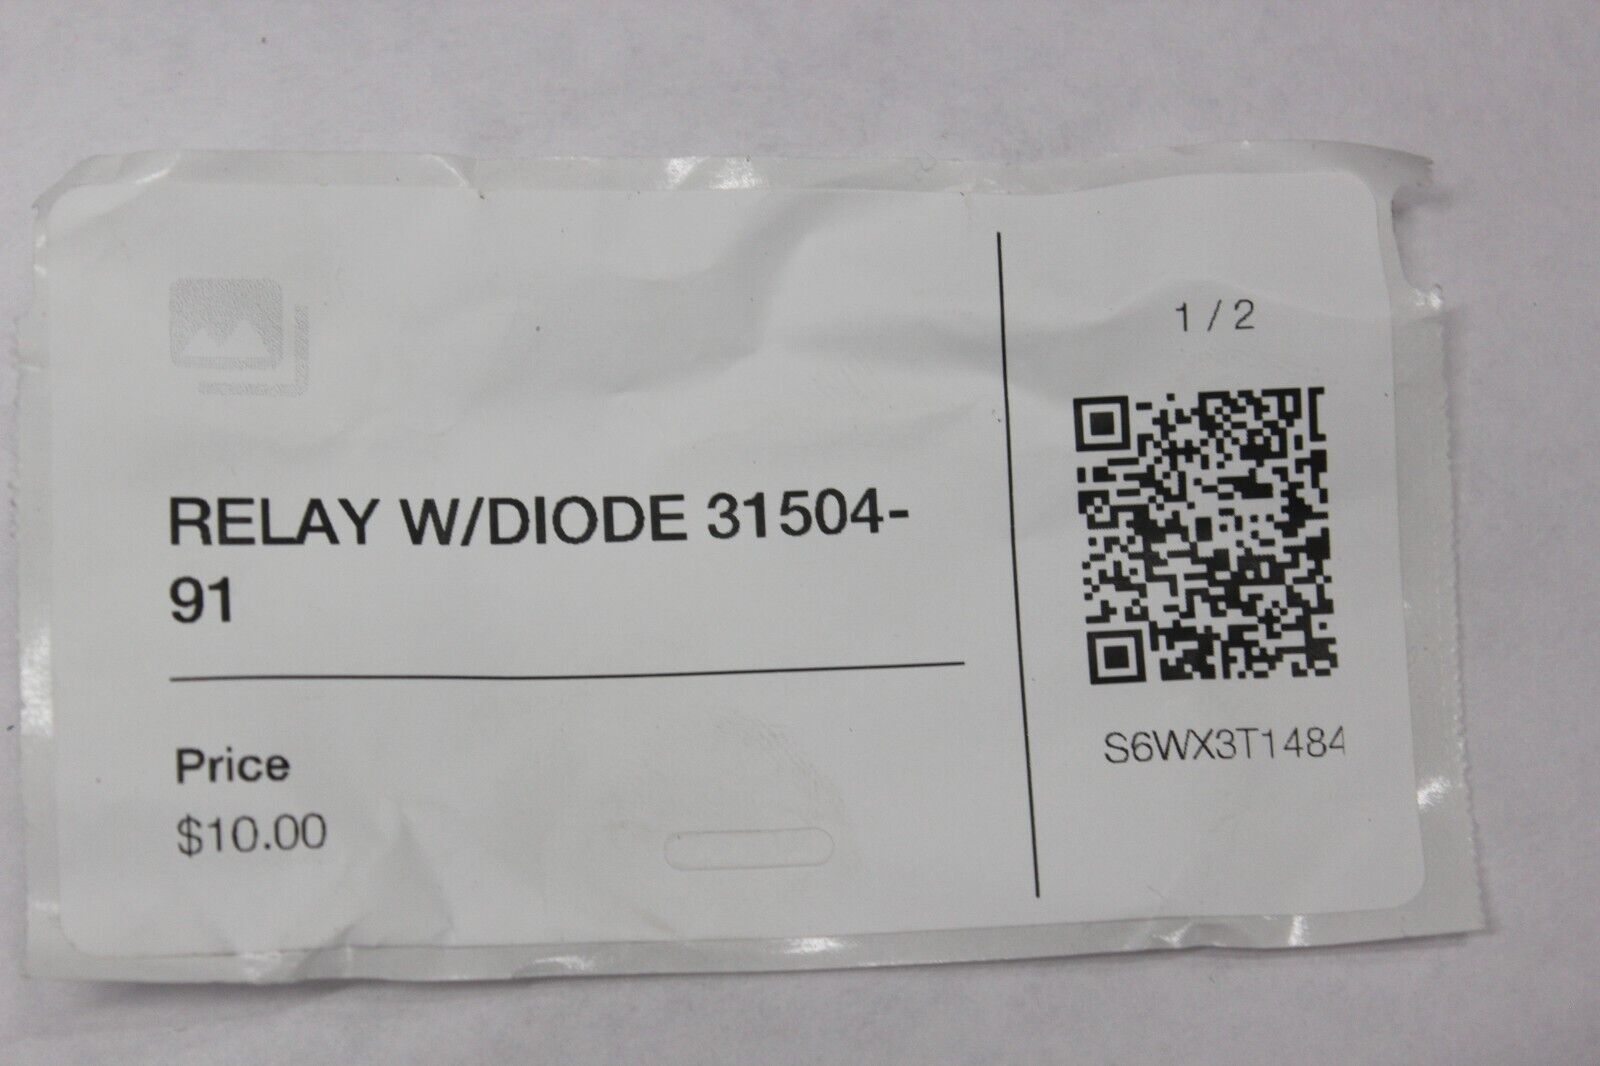 RELAY W/DIODE 31504-
91
Price
$10.00
1 / 2
S6WX3T1484